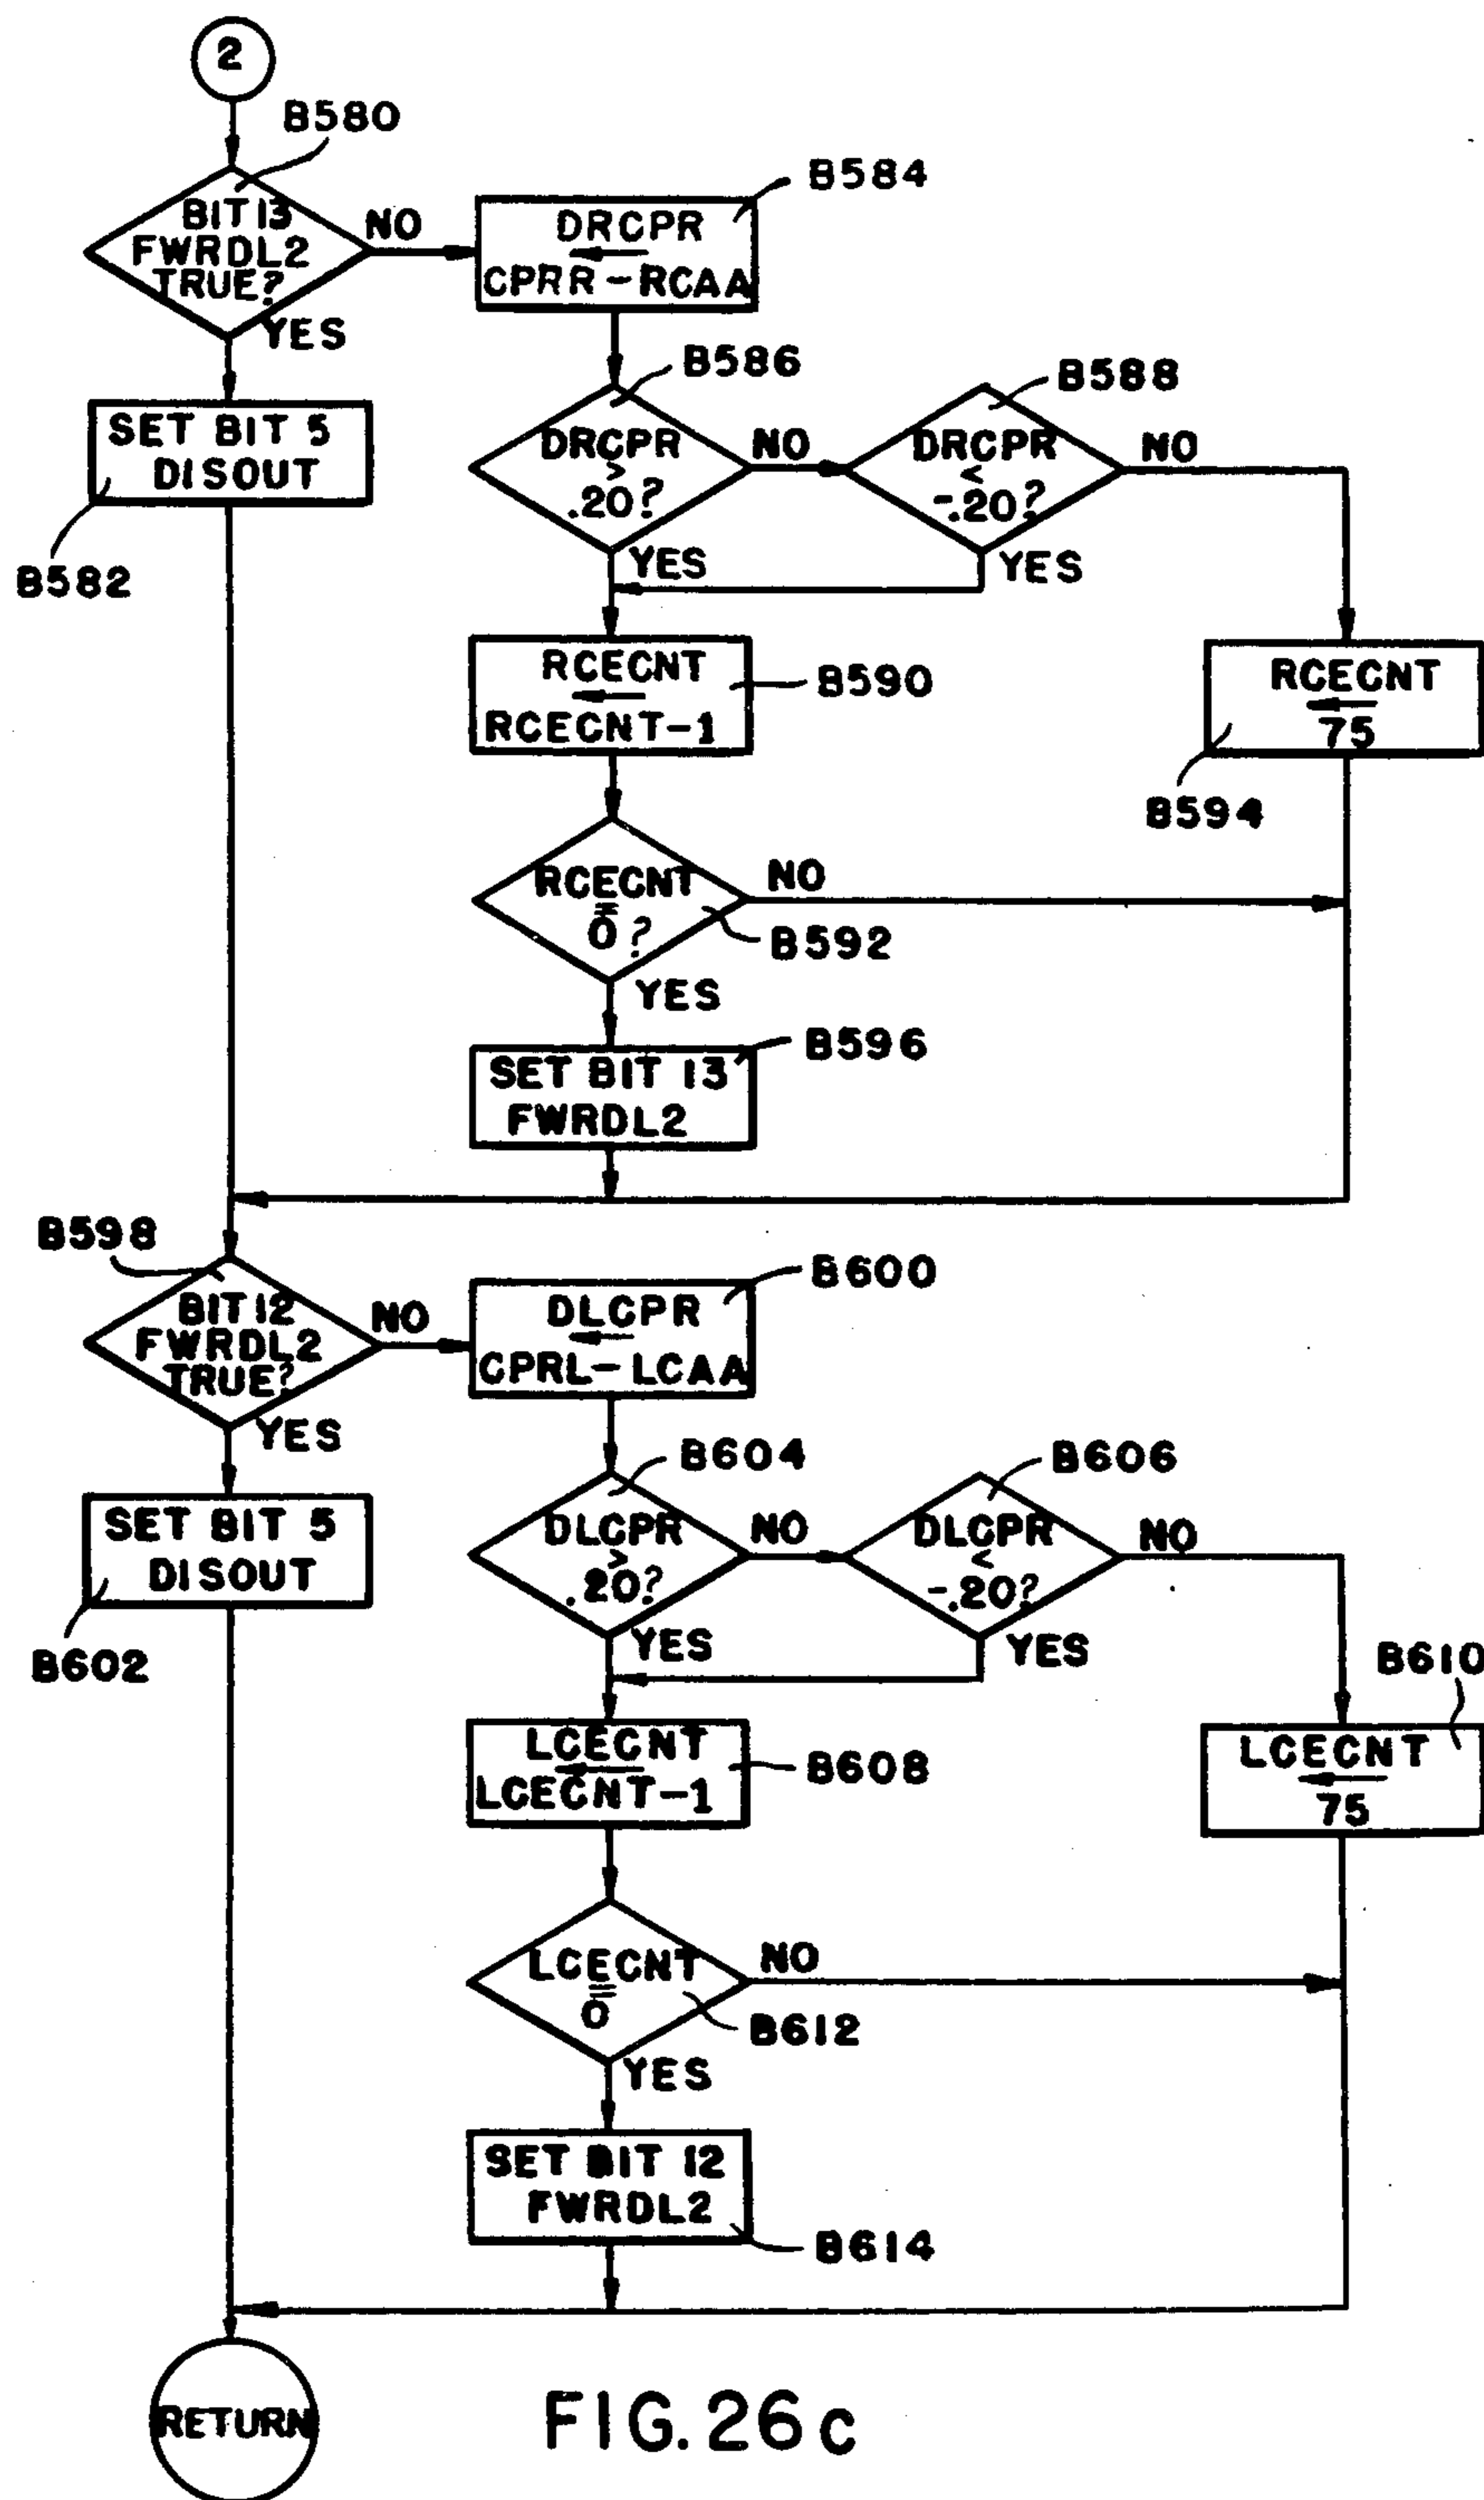 2
B580
BIT 13
FWRDL2
TRUE?
NO
YES
B584
DRCPR
CPRR-RCAA
SET BIT 5
DISOUT
B582
B586
DRCPR
>
.20?
NO
YES
B588
DRCPR
<
-.20?
NO
YES
RCECNT
RCECNT-1
B590
RCECNT
75
B594
RCECNT
=
0?
NO
B592
YES
B596
SET BIT 13
FWRDL2
B598
BIT 12
FWRDL2
TRUE?
NO
YES
B600
DLCPR
CPRL-LCAA
SET BIT 5
DISOUT
B602
B604
DLCPR
>
.20?
NO
YES
B606
DLCPR
<
-.20?
NO
YES
B610
LCECNT
LCECNT-1
B608
LCECNT
75
LCECNT
=
0
NO
B612
YES
SET BIT 12
FWRDL2
B614
RETURN
FIG.26c